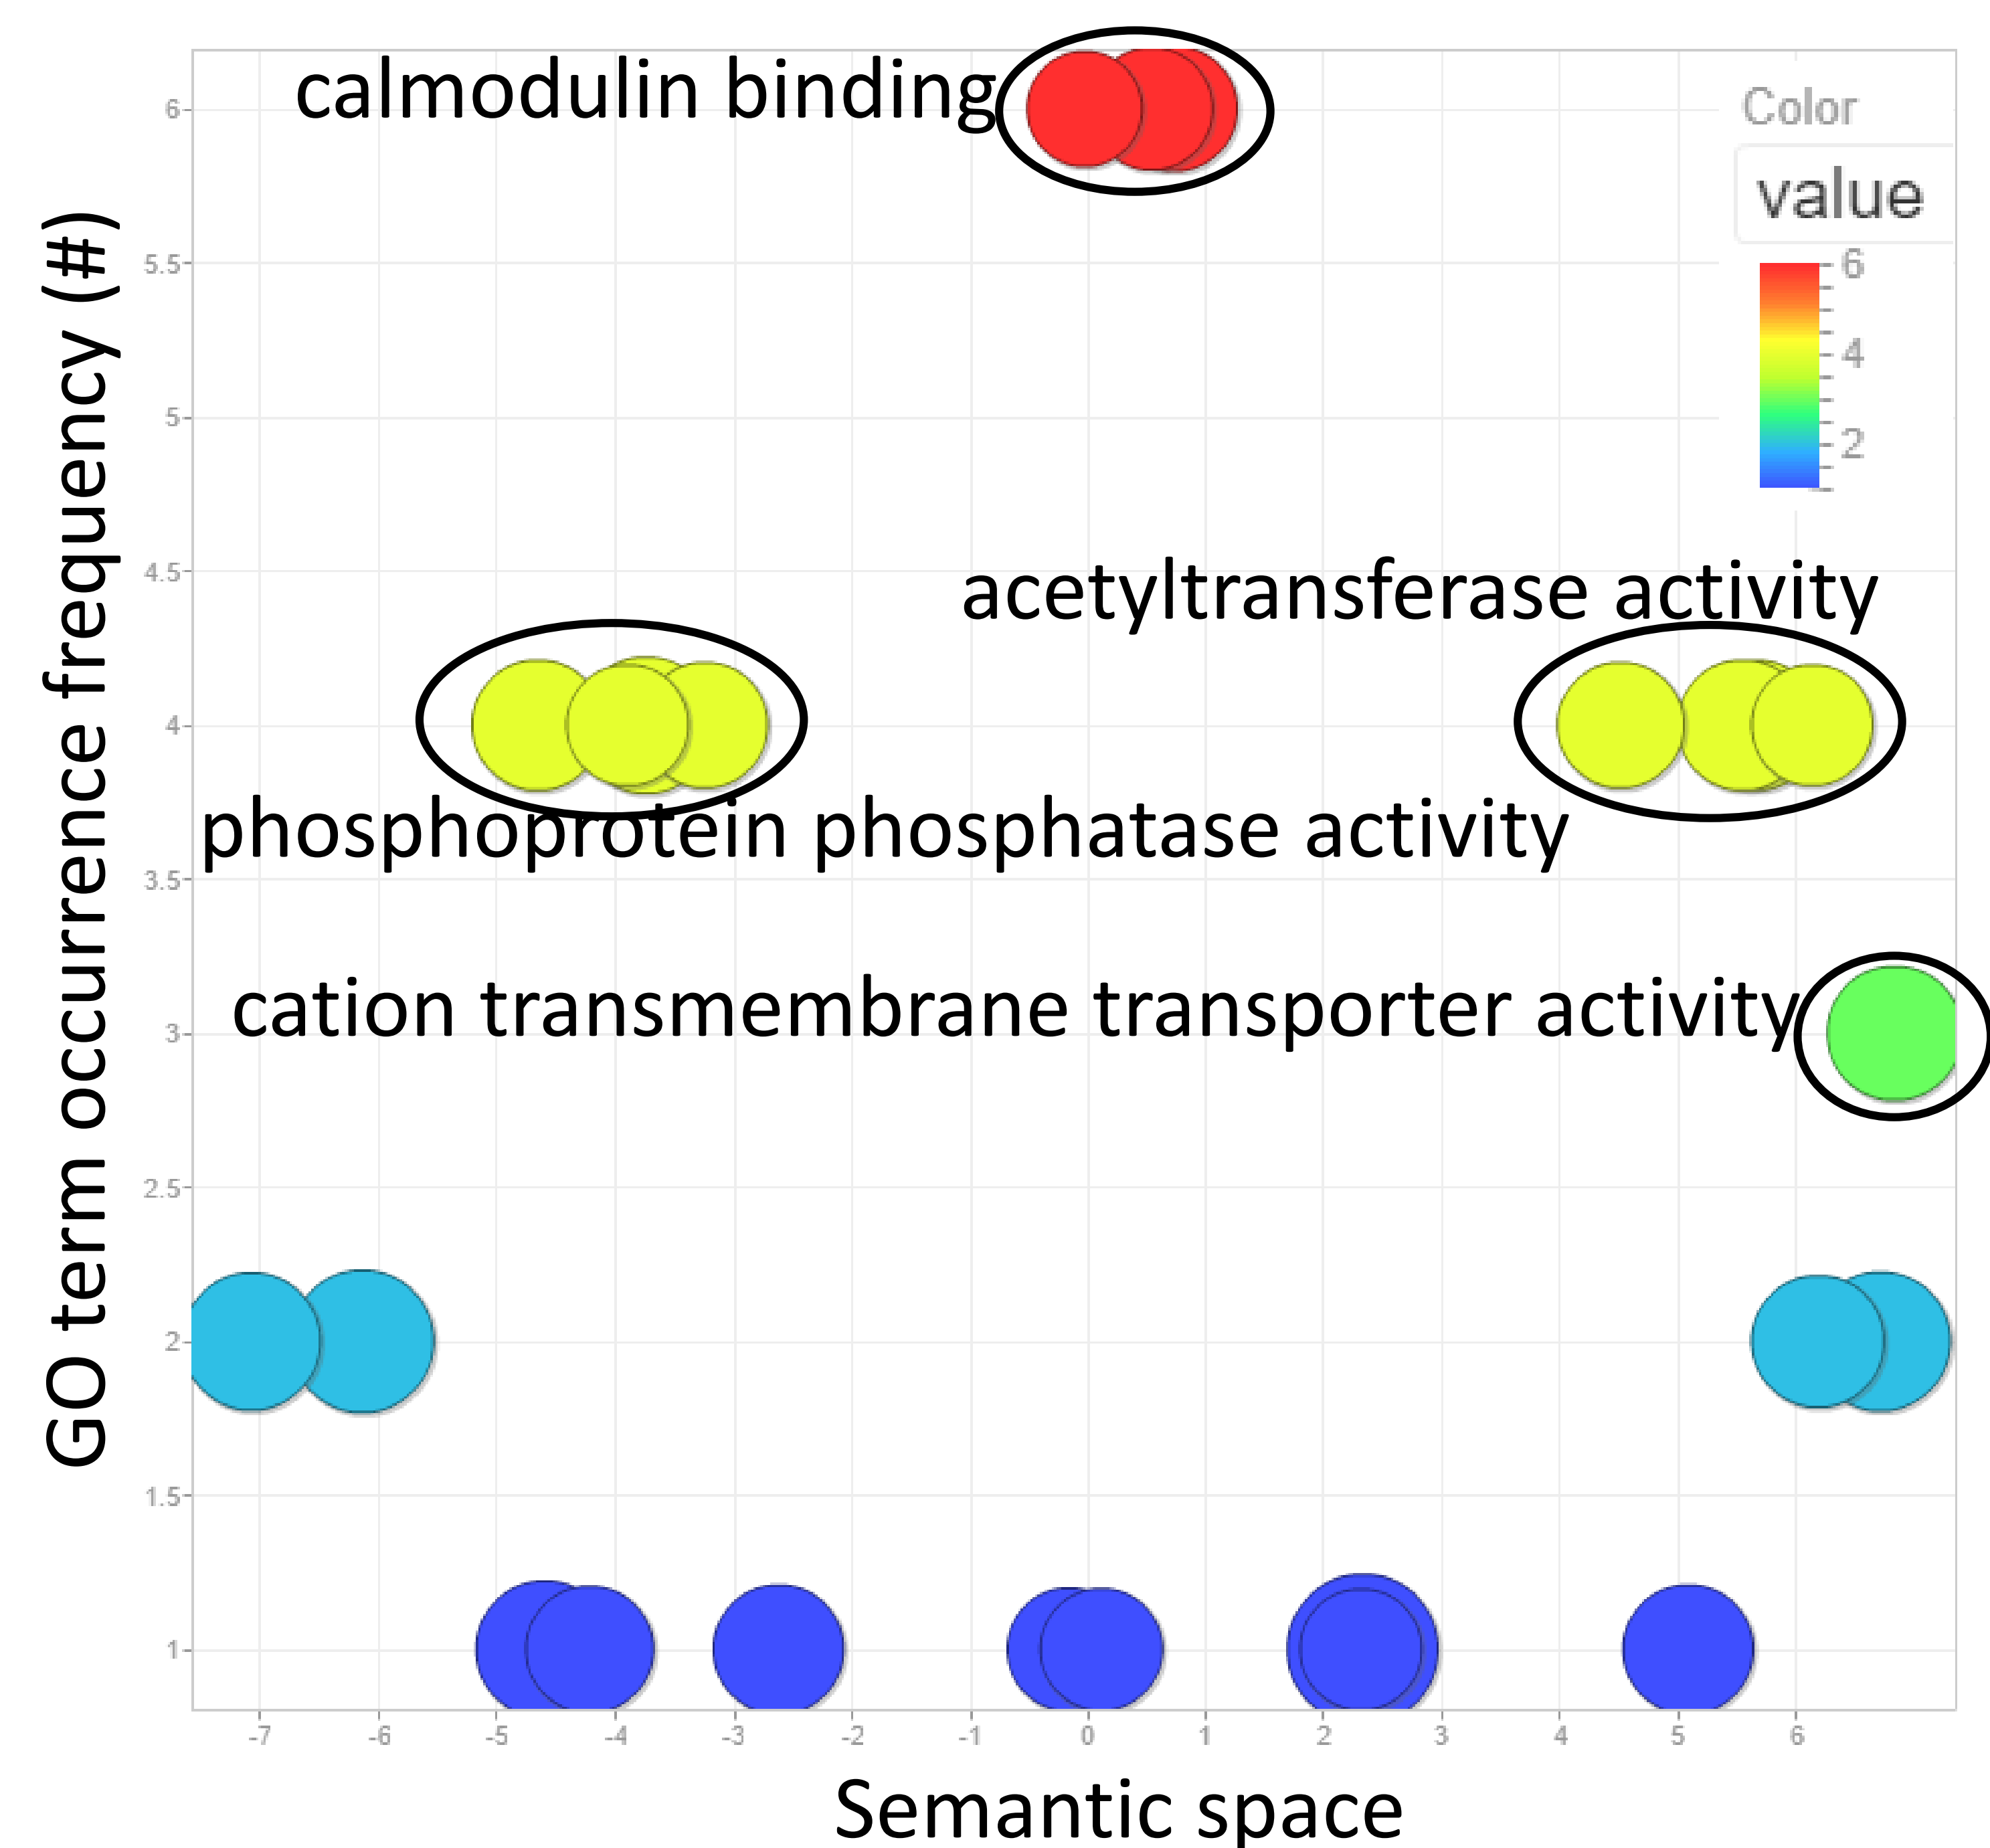 calmodulin binding
Color
value
6
4
2
acetyltransferase activity
phosphoprotein phosphatase activity
cation transmembrane transporter activity
GO term occurrence frequency (#)
6
5.5
5
4.5
4
3.5
3
2.5
2
1.5
1
-7 -6 -5 -4 -3 -2 -1 0 1 2 3 4 5 6
Semantic space